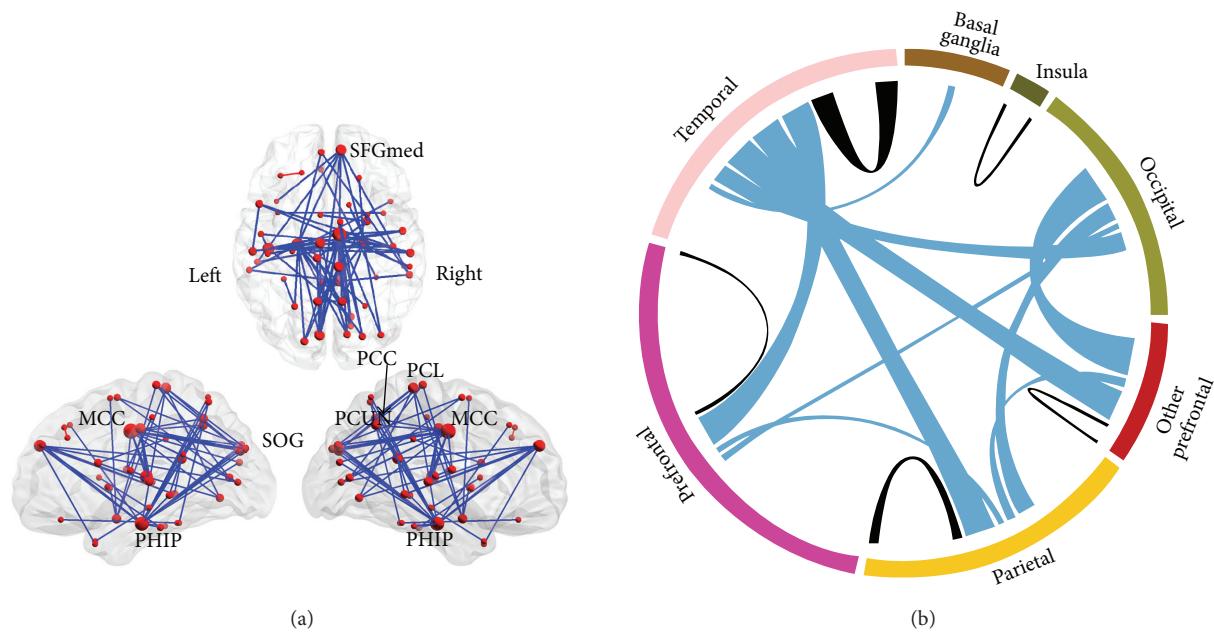 SFGmed
Left
Right
PCC
PCL
MCC
PCUN
MCC
SOG
PHIP
PHIP
(a)
Basal
ganglia
Insula
Temporal
Occipital
Other
prefrontal
Prefrontal
Parietal
(b)